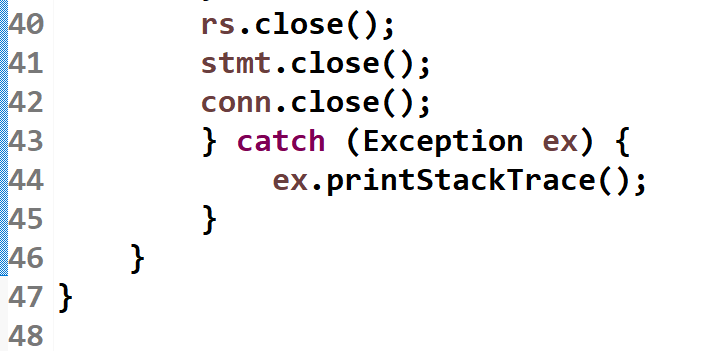 40 rs.close();
41 stmt.close();
42 conn.close();
43 } catch (Exception ex) {
44 ex.printStackTrace();
45 }
46 }
47 }
48